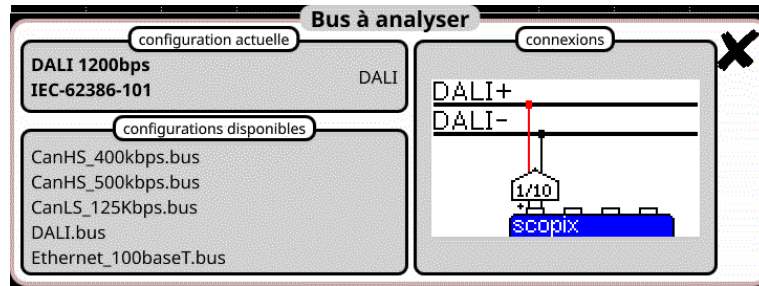 Bus à analyser
configuration actuelle
DALI 1200bps
IEC-62386-101
DALI
configurations disponibles
CanHS_400kbps.bus
CanHS_500kbps.bus
CanLS_125Kbps.bus
DALI.bus
Ethernet_100baseT.bus
connexions
DALI+
DALI-
1/10
+ -
scopix